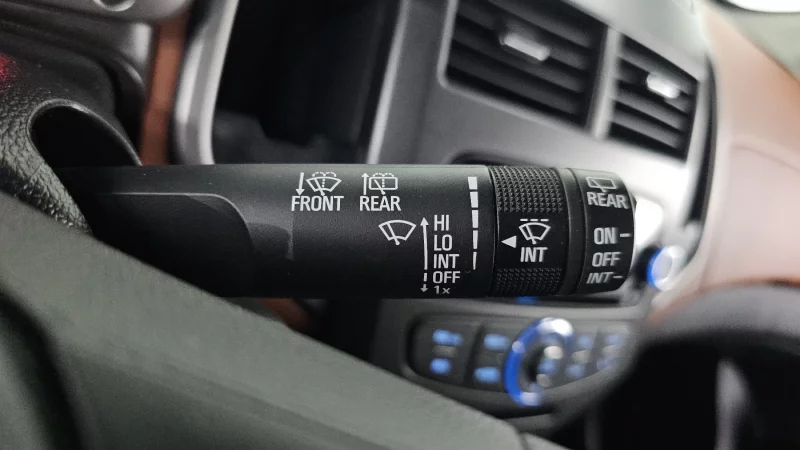 FRONT
REAR
HI
LO
INT
OFF
1x
INT
REAR
ON
OFF
INT